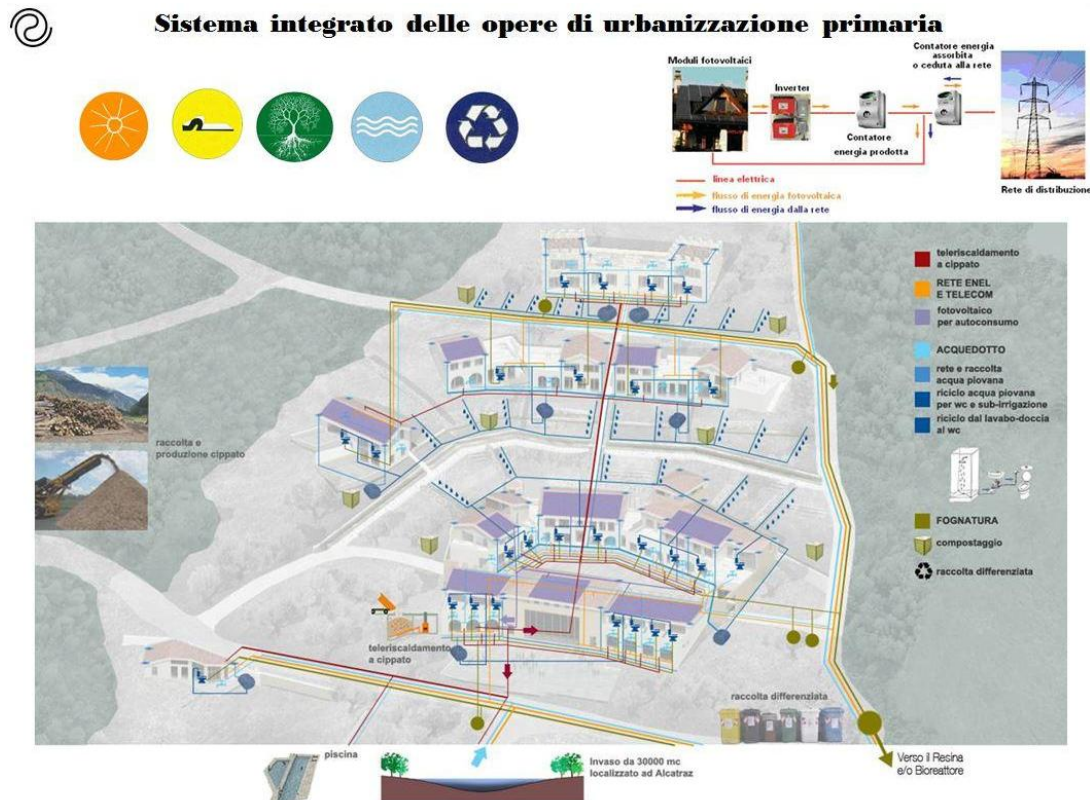 Sistema integrato delle opere di urbanizzazione primaria
Moduli fotovoltaici
Inverter
Contatore energia
assorbita
o ceduta alla rete
Contatore
energia prodotta
Rete di distribuzione
linea elettrica
flusso di energia fotovoltaica
flusso di energia dalla rete
teleriscaldamento
a cippato
RETE ENEL
E TELECOM
fotovoltaico
per autoconsumo
ACQUEDOTTO
rete e raccolta
acqua piovana
riciclo acqua piovana
per wc e sub-irrigazione
riciclo dal lavabo-doccia
al wc
FOGNATURA
compostaggio
raccolta differenziata
raccolta e
produzione cippato
teleriscaldamento
a cippato
raccolta differenziata
piscina
Invaso da 30000 mc
localizzato ad Alcatraz
Verso il Resina
e/o Bioreattore